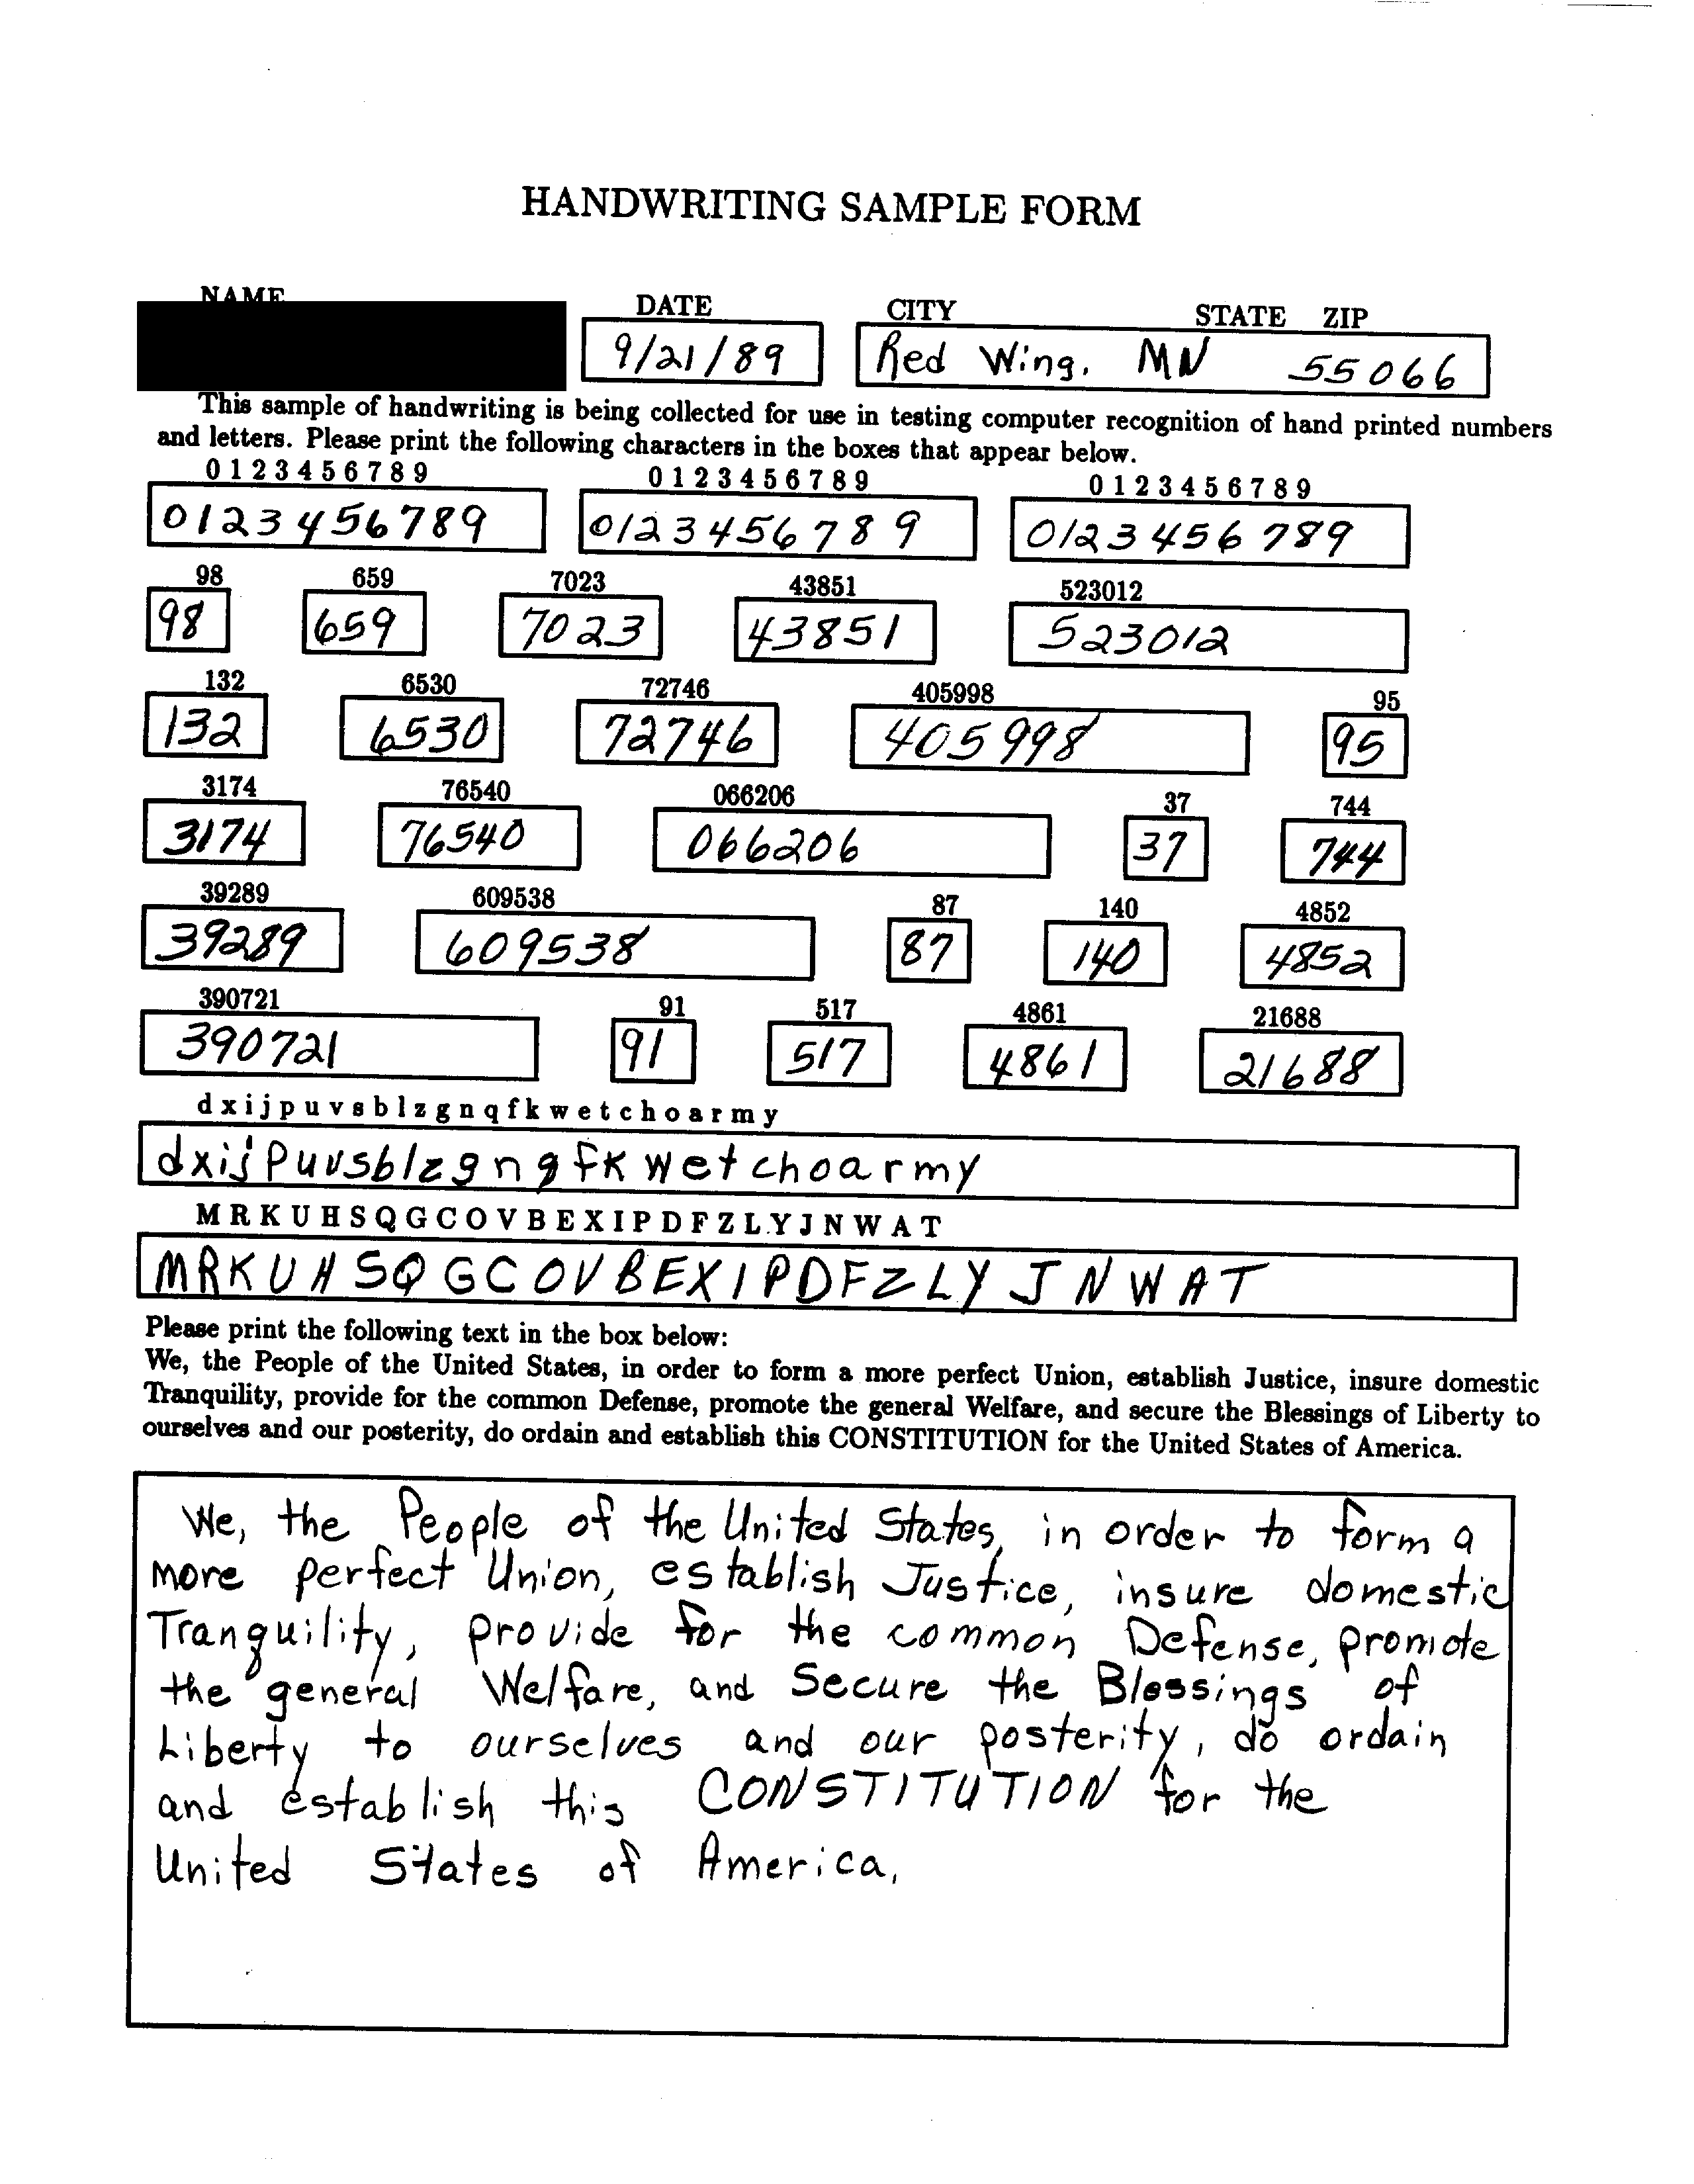 HANDWRITING SAMPLE FORM
NAME DATE CITY STATE ZIP
9/21/89 Red Wing, MN 55066
This sample of handwriting is being collected for use in testing computer recognition of hand printed numbers
and letters. Please print the following characters in the boxes that appear below.
0 1 2 3 4 5 6 7 8 9 0 1 2 3 4 5 6 7 8 9 0 1 2 3 4 5 6 7 8 9
0123456789 0123456789 0123456789
98 659 7023 43851 523012
98 659 7023 43851 523012
132 6530 72746 405998 95
132 6530 72746 405998 95
3174 76540 066206 37 744
3174 76540 066206 37 744
39289 609538 87 140 4852
39289 609538 87 140 4852
390721 91 517 4861 21688
390721 91 517 4861 21688
d x i j p u v s b l z g n q f k w e t c h o a r m y
dxijpuvsblzgnqfkwetchoarmy
M R K U H S Q G C O V B E X I P D F Z L Y J N W A T
MRKUHSQGCOVBEXIPDFZLYJNWAT
Please print the following text in the box below:
We, the People of the United States, in order to form a more perfect Union, establish Justice, insure domestic
Tranquility, provide for the common Defense, promote the general Welfare, and secure the Blessings of Liberty to
ourselves and our posterity, do ordain and establish this CONSTITUTION for the United States of America.
We, the People of the United States, in order to form a
more perfect Union, establish Justice, insure domestic
Tranquility, provide for the common Defense, promote
the general Welfare, and Secure the Blessings of
Liberty to ourselves and our posterity, do ordain
and establish this CONSTITUTION for the
United States of America,